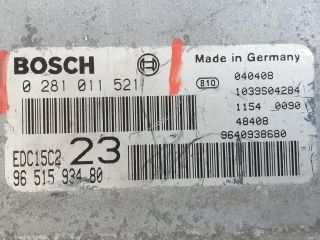 BOSCH
0 281 011 521
EDC15C2 23
96 515 934 80
Made in Germany
810 040408
1039S04284
1154 0090
48408
9640938680